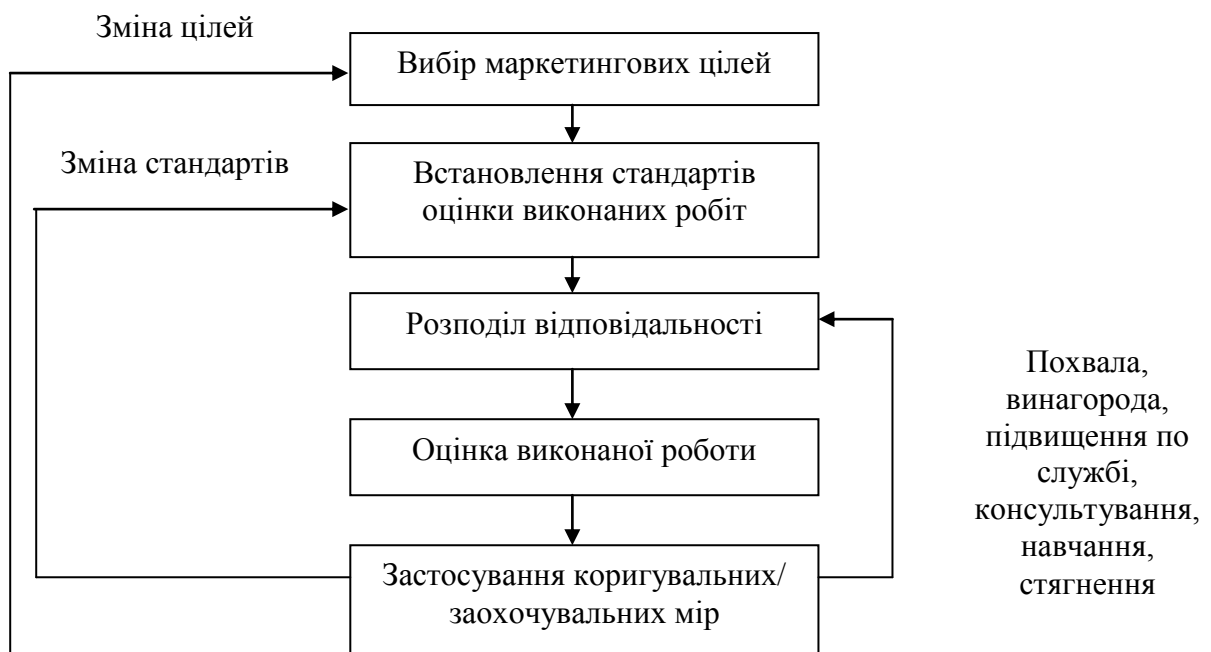 Зміна цілей
Вибір маркетингових цілей
Зміна стандартів
Встановлення стандартів
оцінки виконаних робіт
Розподіл відповідальності
Похвала,
винагорода,
підвищення по
службі,
консультування,
навчання,
стягнення
Оцінка виконаної роботи
Застосування коригувальних/
заохочувальних мір